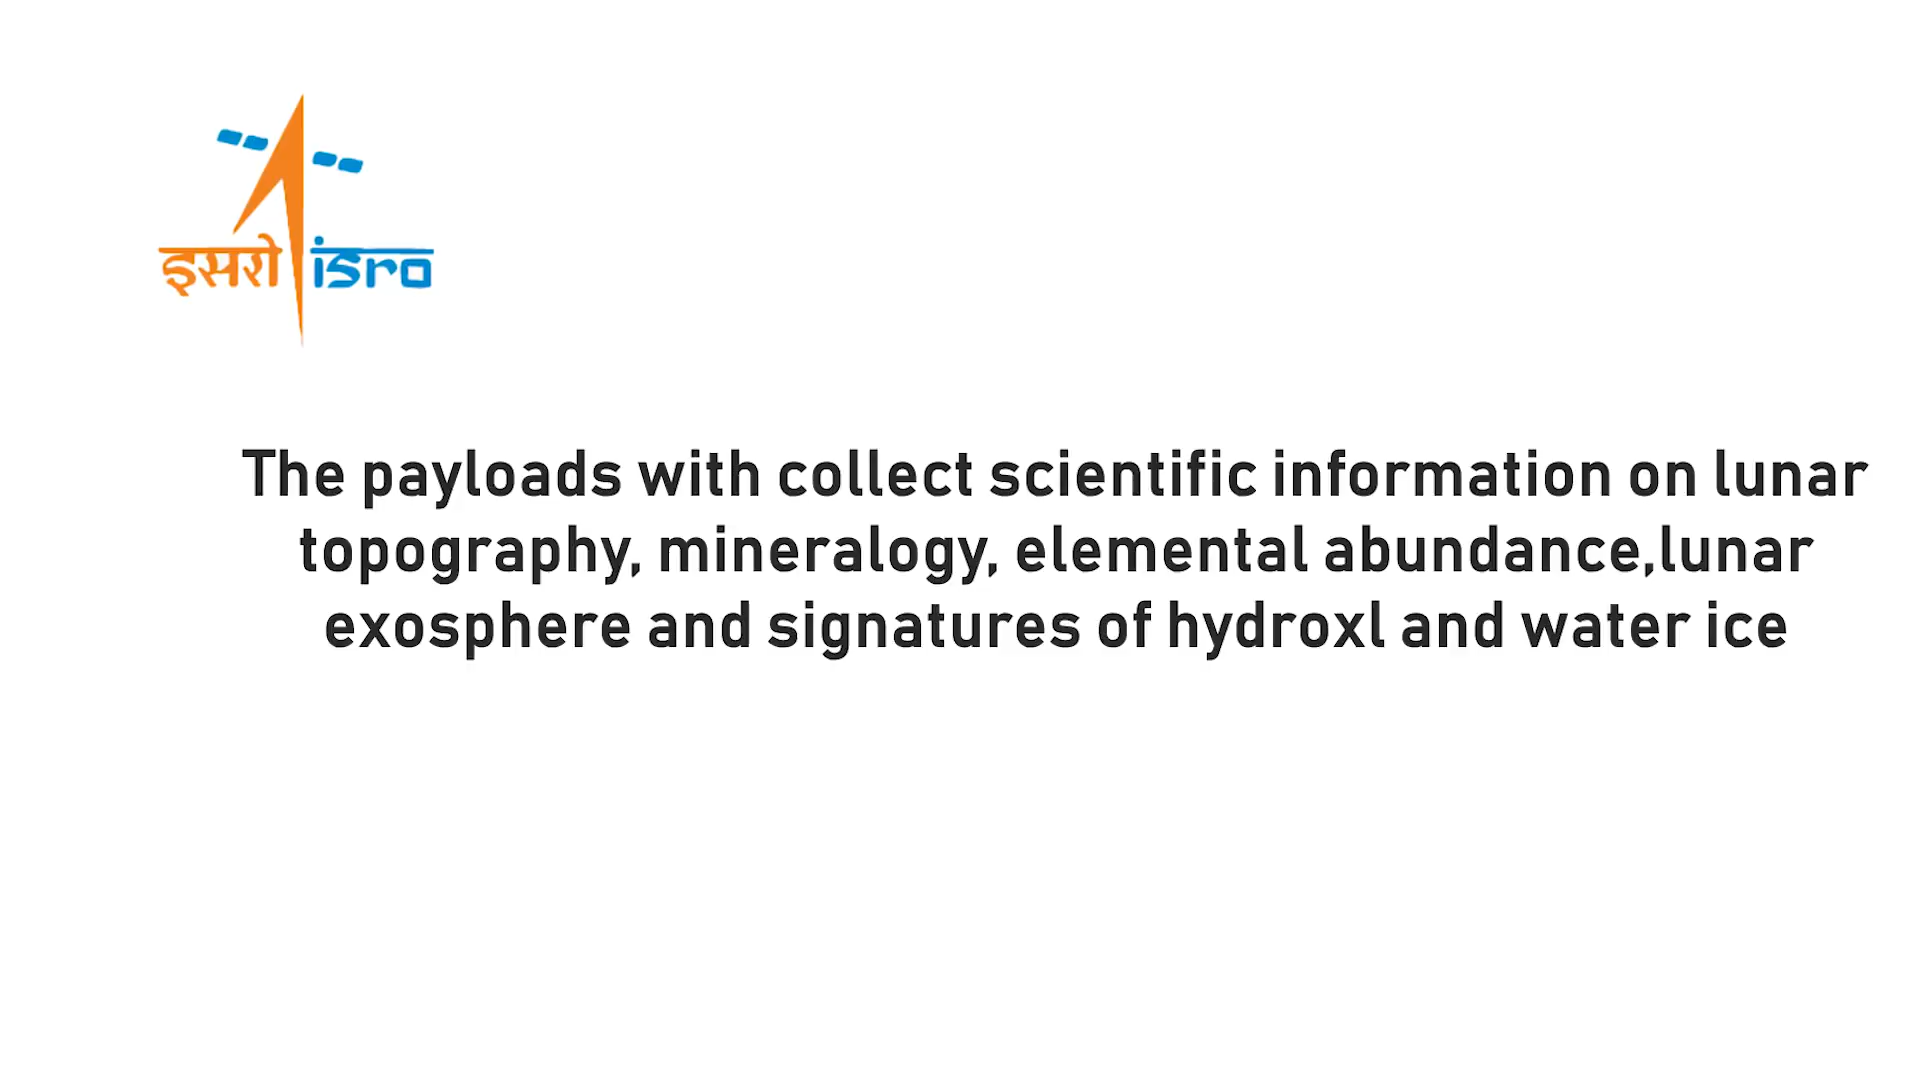 इसरो isro
The payloads with collect scientific information on lunar
topography, mineralogy, elemental abundance,lunar
exosphere and signatures of hydroxl and water ice